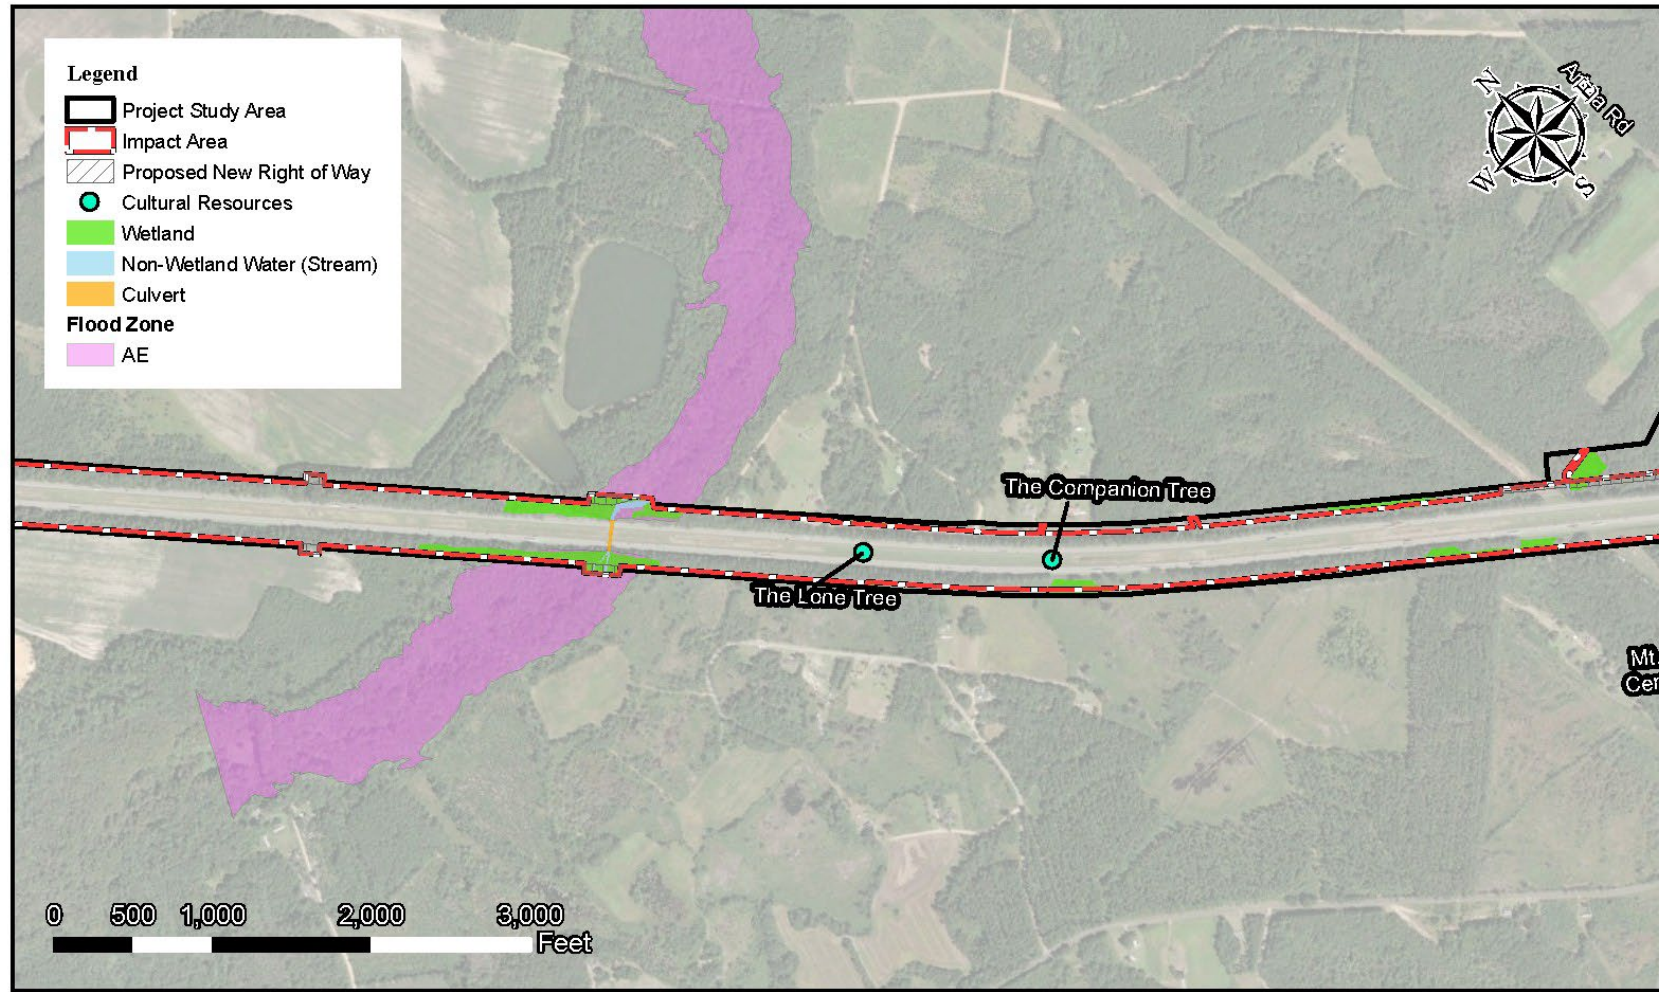 Legend
Project Study Area
Impact Area
Proposed New Right of Way
Cultural Resources
Wetland
Non-Wetland Water (Stream)
Culvert
Flood Zone
AE
N
W
S
The Companion Tree
The Lone Tree
Mt.
0 500 1,000 2,000 3,000
Feet